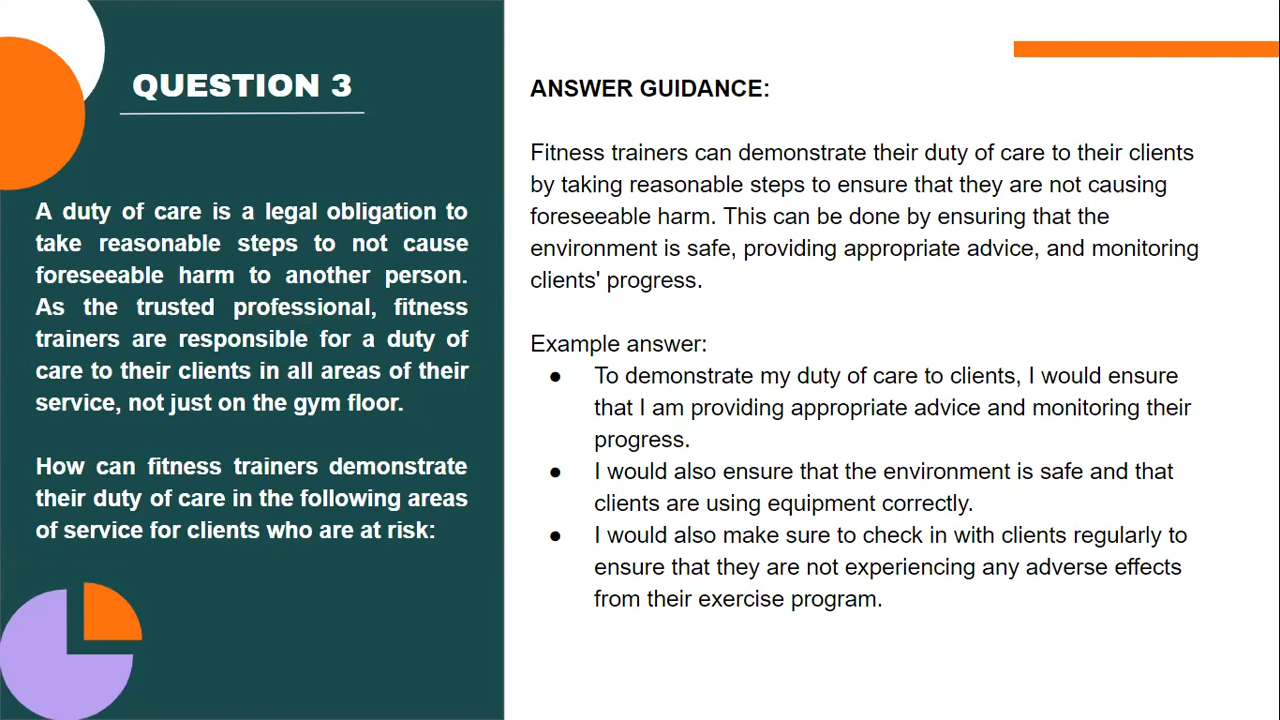 QUESTION 3
A duty of care is a legal obligation to
take reasonable steps to not cause
foreseeable harm to another person.
As the trusted professional, fitness
trainers are responsible for a duty of
care to their clients in all areas of their
service, not just on the gym floor.
How can fitness trainers demonstrate
their duty of care in the following areas
of service for clients who are at risk:
ANSWER GUIDANCE:
Fitness trainers can demonstrate their duty of care to their clients
by taking reasonable steps to ensure that they are not causing
foreseeable harm. This can be done by ensuring that the
environment is safe, providing appropriate advice, and monitoring
clients' progress.
Example answer:
● To demonstrate my duty of care to clients, I would ensure
that I am providing appropriate advice and monitoring their
progress.
● I would also ensure that the environment is safe and that
clients are using equipment correctly.
● I would also make sure to check in with clients regularly to
ensure that they are not experiencing any adverse effects
from their exercise program.